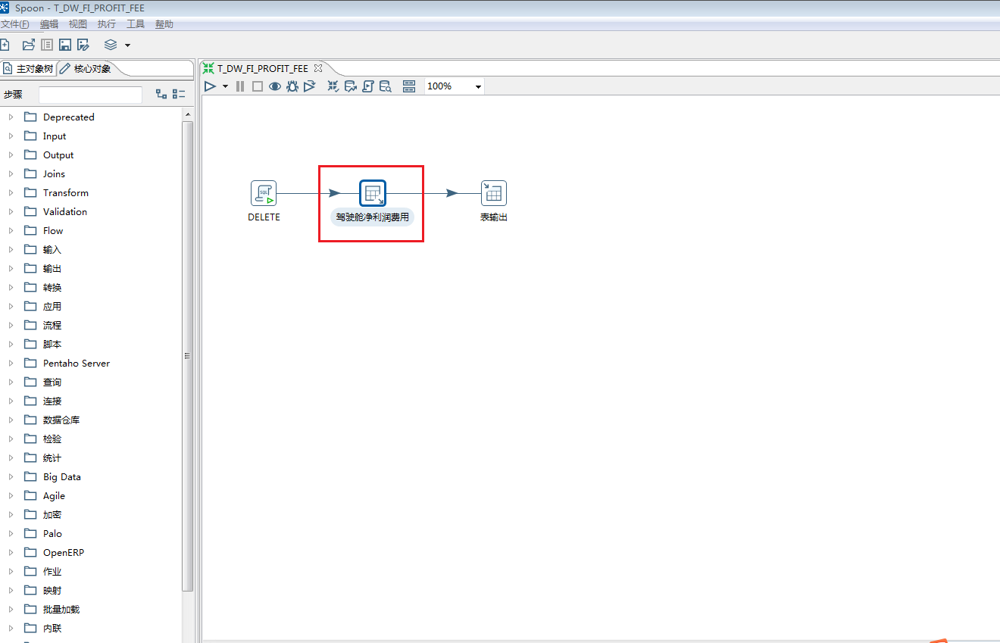 Spoon - T_DW_FI_PROFIT_FEE
文件(F) 编辑 视图 执行 工具 帮助
主对象树 核心对象
T_DW_FI_PROFIT_FEE
步骤
100%
Deprecated
Input
Output
Joins
Transform
Validation
Flow
输入
输出
转换
应用
流程
脚本
Pentaho Server
查询
连接
数据仓库
检验
统计
Big Data
Agile
加密
Palo
OpenERP
作业
映射
批量加载
内联
SQL
DELETE
驾驶舱净利润费用
表输出